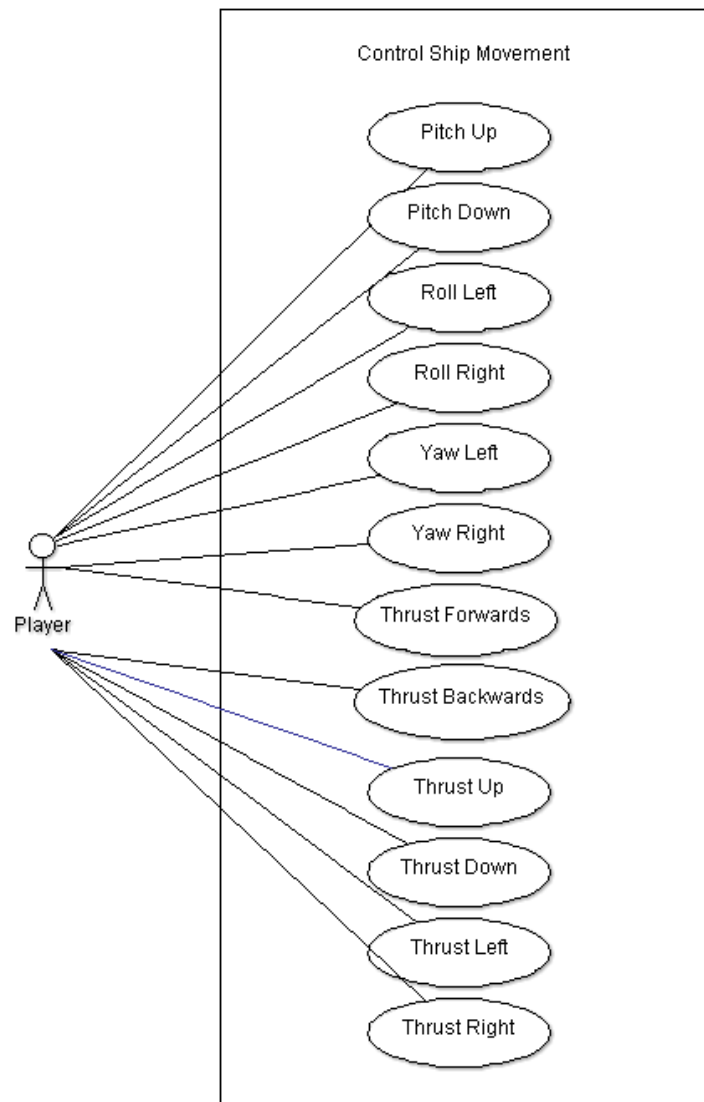 Control Ship Movement
Pitch Up
Pitch Down
Roll Left
Roll Right
Yaw Left
Yaw Right
Thrust Forwards
Player
Thrust Backwards
Thrust Up
Thrust Down
Thrust Left
Thrust Right